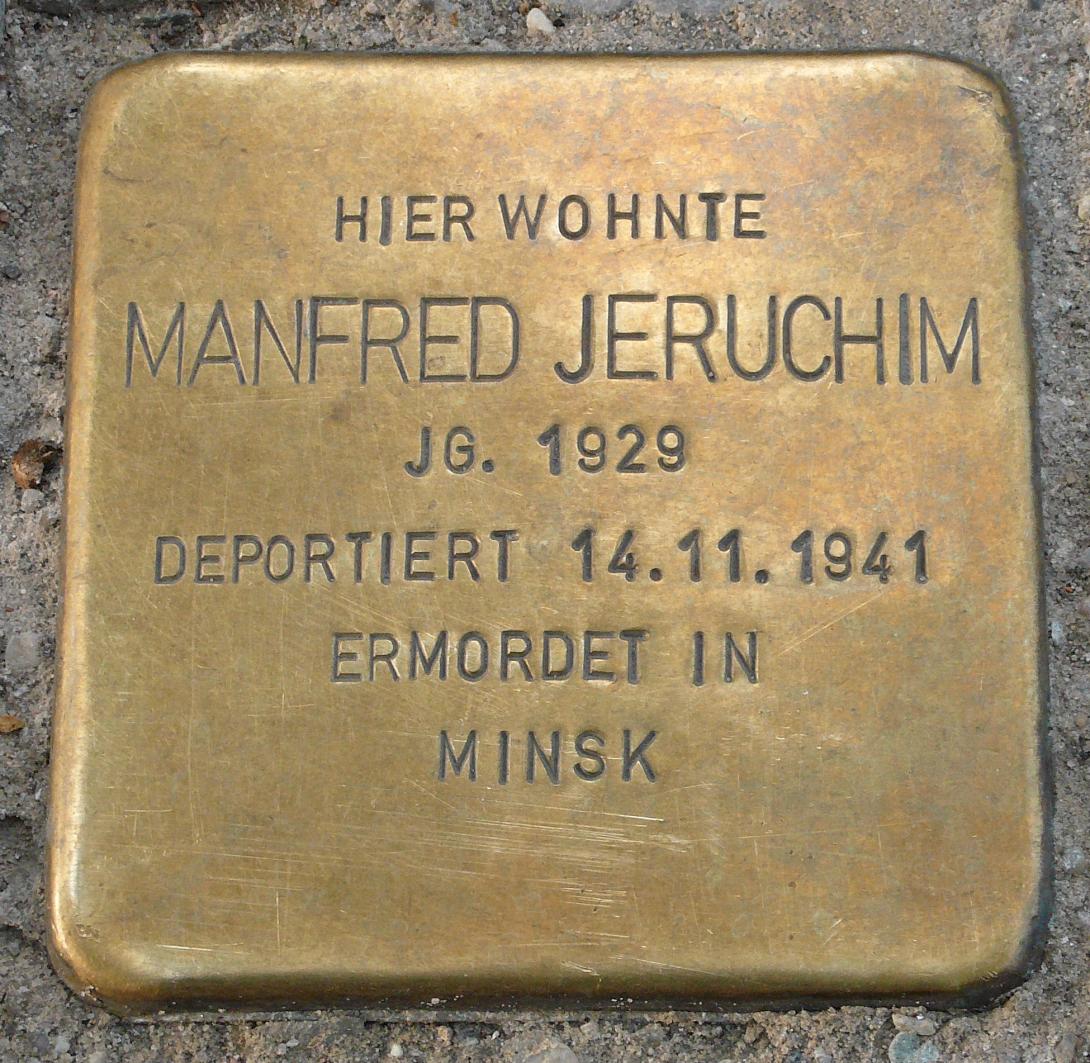 HIER WOHNTE
MANFRED JERUCHIM
JG. 1929
DEPORTIERT 14.11.1941
ERMORDET IN
MINSK